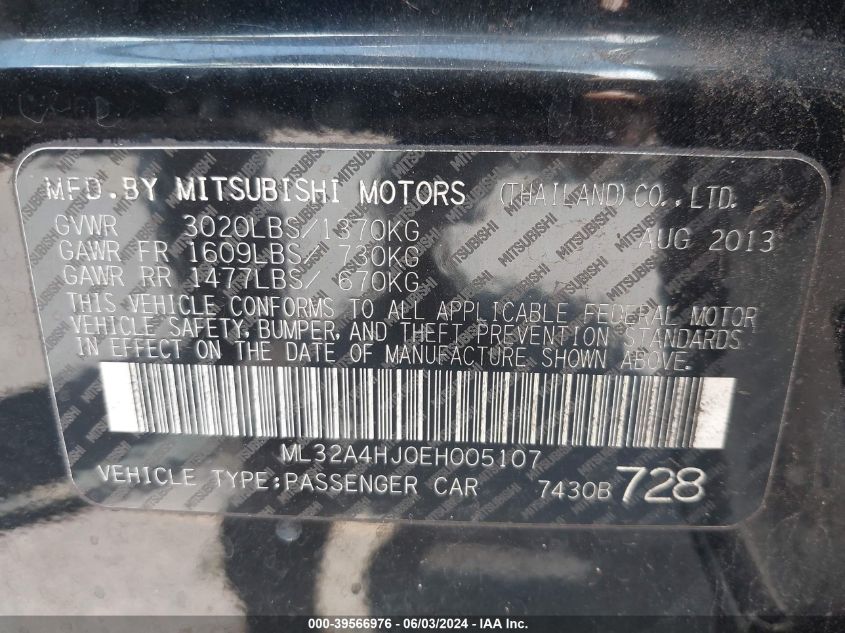 MFD.BY MITSUBISHI MOTORS (THAILAND)CO.,LTD.
GVWR 3020LBS/1370KG AUG 2013
GAWR FR 1609LBS/ 730KG
GAWR RR 1477LBS/ 670KG
THIS VEHICLE CONFORMS TO ALL APPLICABLE FEDERAL MOTOR
VEHICLE SAFETY, BUMPER, AND THEFT PREVENTION STANDARDS
IN EFFECT ON THE DATE OF MANUFACTURE SHOWN ABOVE.
ML32A4HJ0EH005107
VEHICLE TYPE:PASSENGER CAR 7430B 728
000-39566976 - 06/03/2024 - IAA Inc.